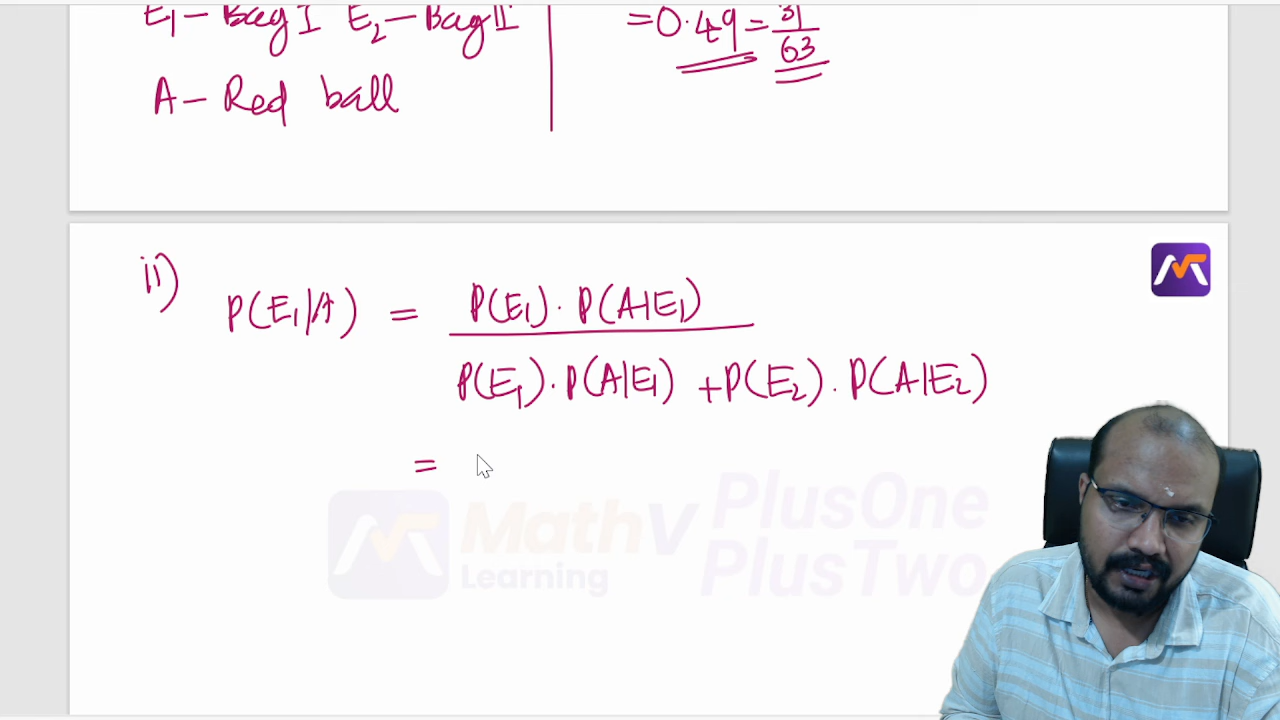 E₁ – Bag I E₂ – Bag II
= 0.49 = 31/63
A – Red ball
ii) P(E₁|A) = P(E₁)·P(A|E₁)
P(E₁)·P(A|E₁) + P(E₂)·P(A|E₂)
=
MathV PlusOne
Learning PlusTwo